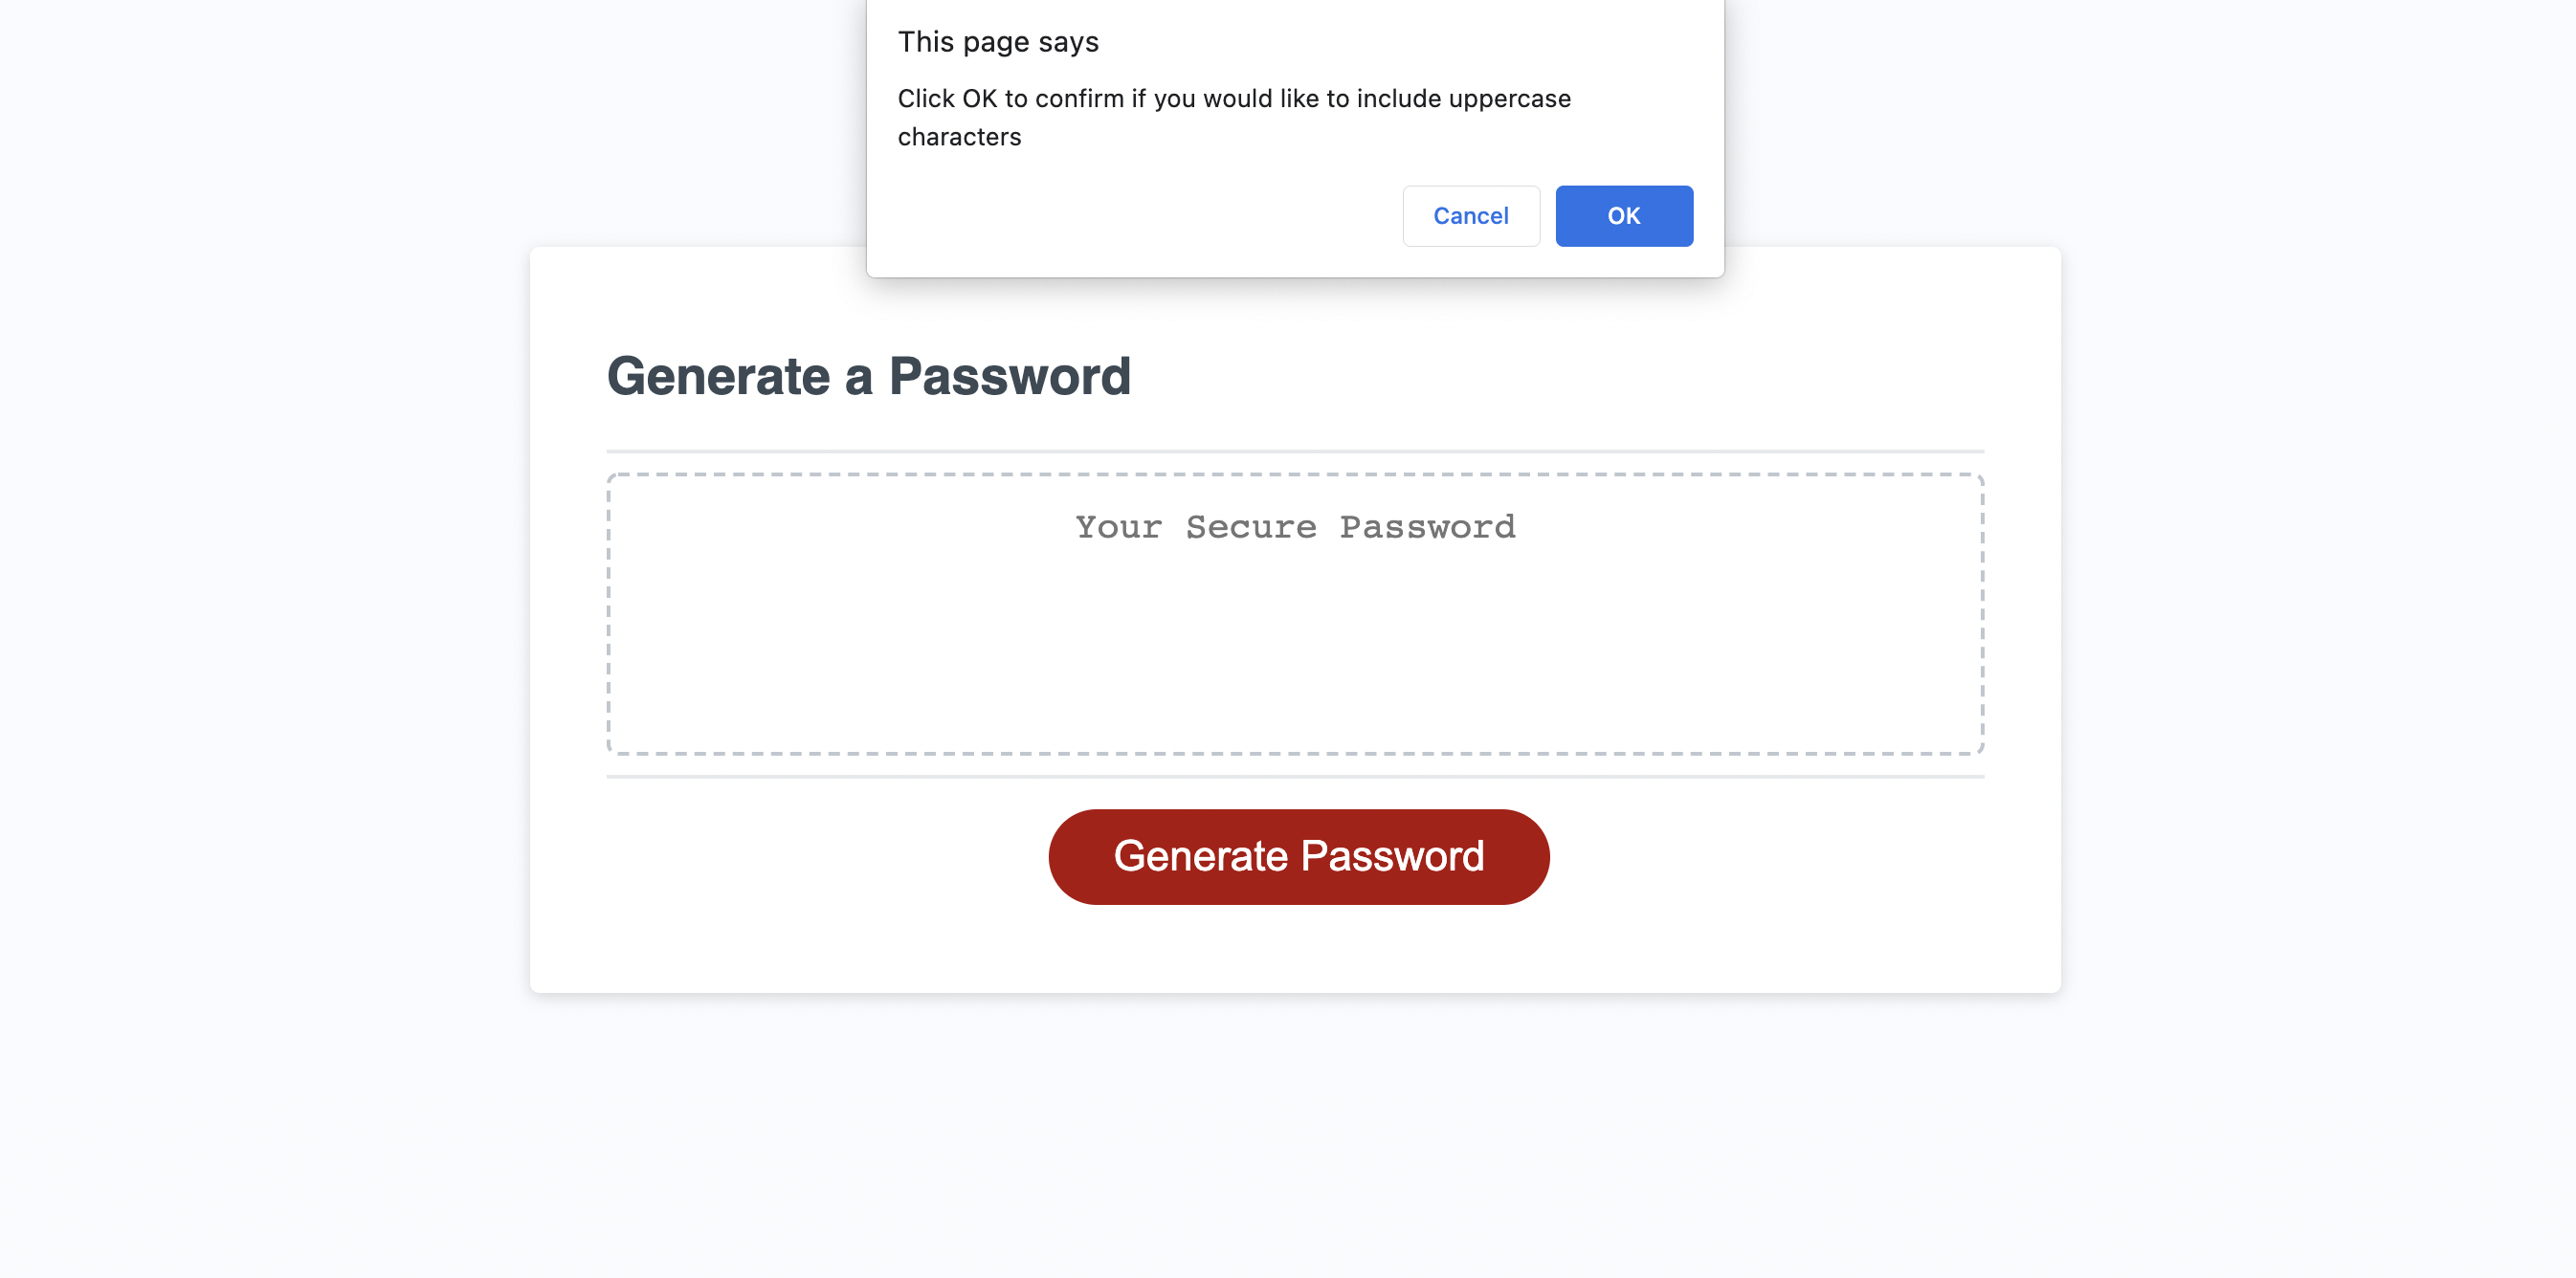 This page says
Click OK to confirm if you would like to include uppercase
characters
Cancel
OK
Generate a Password
Your Secure Password
Generate Password